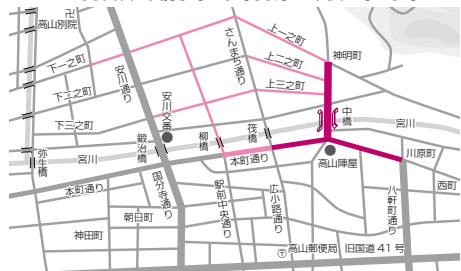 卍
高山別院
下一之町
下二之町
下三之町
安川通り
さんまち通り
上一之町
上二之町
上三之町
神明町
安川交番
鍛冶橋
柳橋
筏橋
中橋
宮川
弥生橋
宮川
本町通り
高山陣屋
川原町
本町通り
国分寺通り
駅前中央通り
広小路通り
八軒町通り
西町
朝日町
神田町
高山郵便局
旧国道41号